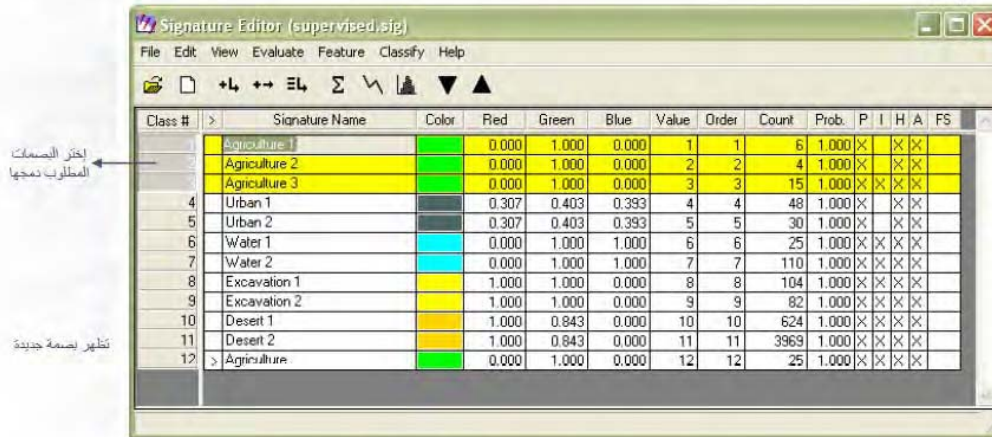 Signature Editor (supervised.sig)
File Edit View Evaluate Feature Classify Help
Σ
Class # > Signature Name Color Red Green Blue Value Order Count Prob. P I H A FS
Agriculture 1 0.000 1.000 0.000 1 1 6 1.000 X X X
Agriculture 2 0.000 1.000 0.000 2 2 4 1.000 X X X
Agriculture 3 0.000 1.000 0.000 3 3 15 1.000 X X X X
4 Urban 1 0.307 0.403 0.393 4 4 48 1.000 X X X
5 Urban 2 0.307 0.403 0.393 5 5 30 1.000 X X X
6 Water 1 0.000 1.000 1.000 6 6 25 1.000 X X X X
7 Water 2 0.000 1.000 1.000 7 7 110 1.000 X X X X
8 Excavation 1 1.000 1.000 0.000 8 8 104 1.000 X X X X
9 Excavation 2 1.000 1.000 0.000 9 9 82 1.000 X X X X
10 Desert 1 1.000 0.843 0.000 10 10 624 1.000 X X X X
11 Desert 2 1.000 0.843 0.000 11 11 3969 1.000 X X X X
12 > Agriculture 0.000 1.000 0.000 12 12 25 1.000 X X X X
إختر البصمات
المطلوب دمجها
تظهر بصمة جديدة